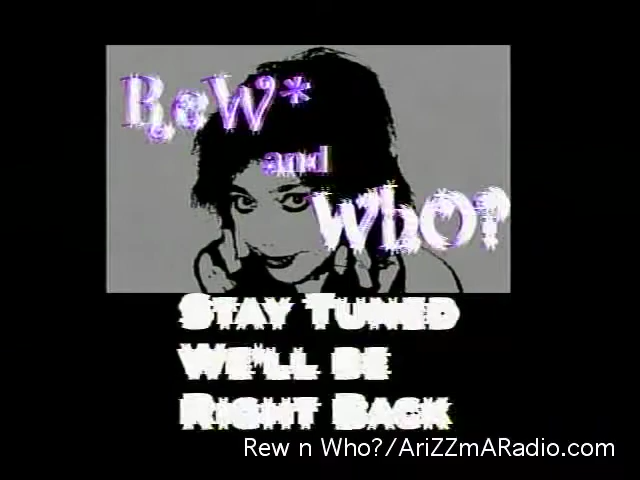 ReW*
and
WhO?
Stay Tuned
We'll be
Right Back
Rew n Who?/AriZZmARadio.com